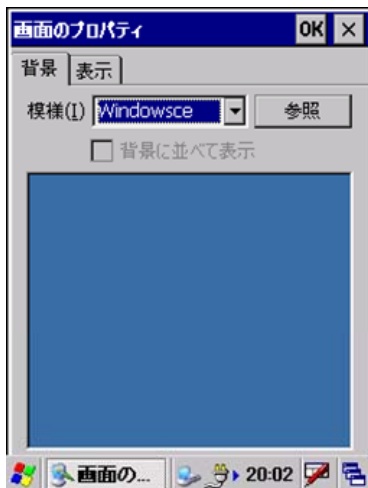 画面のプロパティ OK ×
背景 表示
模様(I) Windowsce 参照
背景に並べて表示
画面の... 20:02